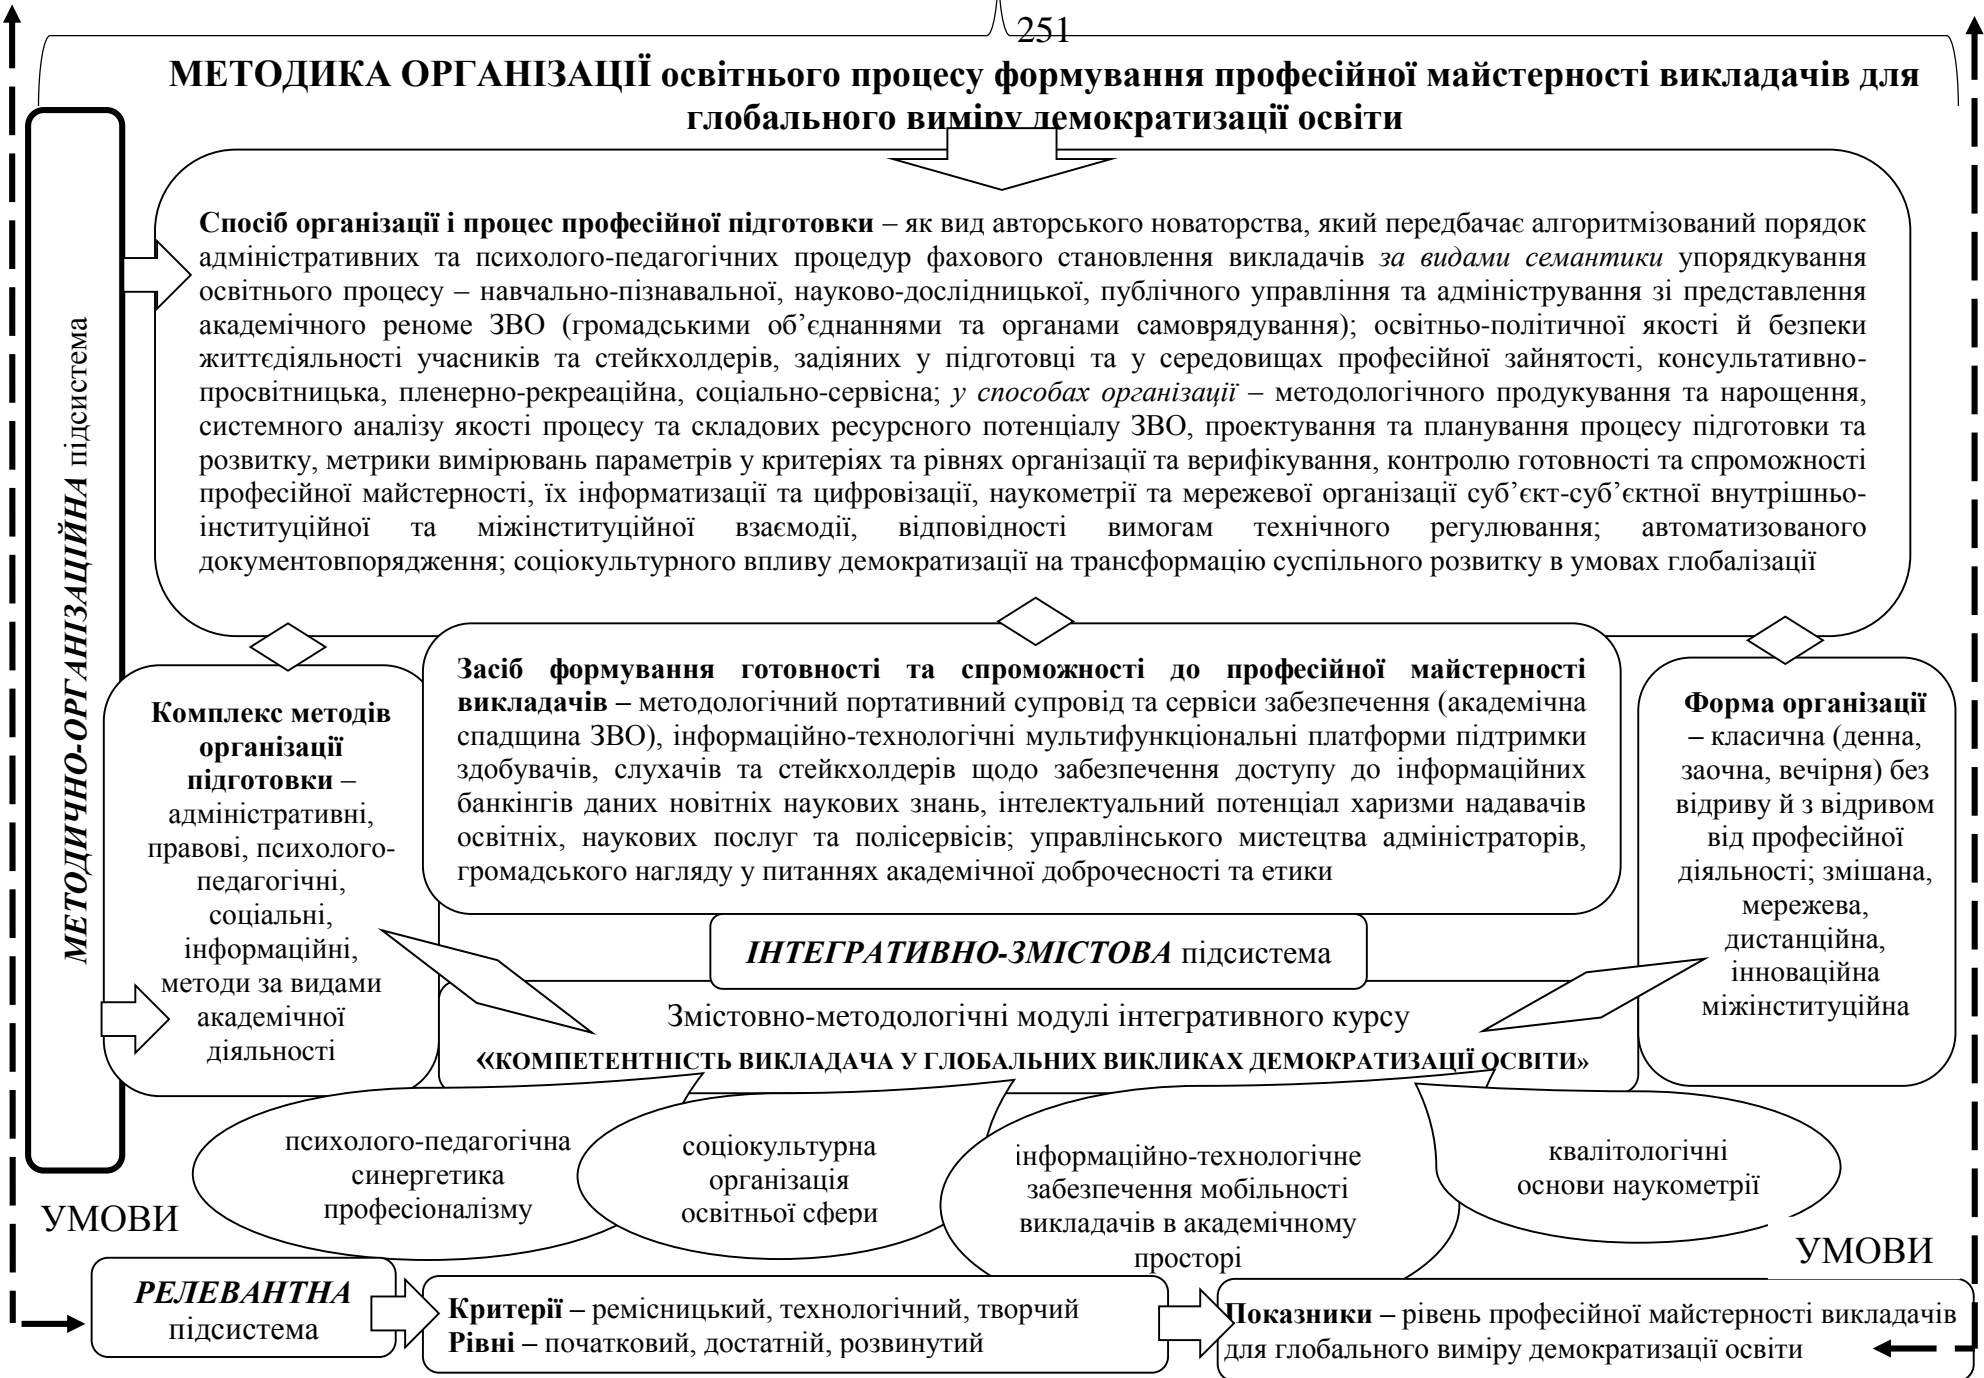 251
МЕТОДИКА ОРГАНІЗАЦІЇ освітнього процесу формування професійної майстерності викладачів для
глобального виміру демократизації освіти
МЕТОДИЧНО-ОРГАНІЗАЦІЙНА підсистема
Спосіб організації і процес професійної підготовки – як вид авторського новаторства, який передбачає алгоритмізований порядок
адміністративних та психолого-педагогічних процедур фахового становлення викладачів за видами семантики упорядкування
освітнього процесу – навчально-пізнавальної, науково-дослідницької, публічного управління та адміністрування зі представлення
академічного реноме ЗВО (громадськими об’єднаннями та органами самоврядування); освітньо-політичної якості й безпеки
життєдіяльності учасників та стейкхолдерів, задіяних у підготовці та у середовищах професійної зайнятості, консультативно-
просвітницька, пленерно-рекреаційна, соціально-сервісна; у способах організації – методологічного продукування та нарощення,
системного аналізу якості процесу та складових ресурсного потенціалу ЗВО, проектування та планування процесу підготовки та
розвитку, метрики вимірювань параметрів у критеріях та рівнях організації та верифікування, контролю готовності та спроможності
професійної майстерності, їх інформатизації та цифровізації, наукометрії та мережевої організації суб’єкт-суб’єктної внутрішньо-
інституційної та міжінституційної взаємодії, відповідності вимогам технічного регулювання; автоматизованого
документовпорядження; соціокультурного впливу демократизації на трансформацію суспільного розвитку в умовах глобалізації
Комплекс методів
організації
підготовки –
адміністративні,
правові, психолого-
педагогічні,
соціальні,
інформаційні,
методи за видами
академічної
діяльності
Засіб формування готовності та спроможності до професійної майстерності
викладачів – методологічний портативний супровід та сервіси забезпечення (академічна
спадщина ЗВО), інформаційно-технологічні мультифункціональні платформи підтримки
здобувачів, слухачів та стейкхолдерів щодо забезпечення доступу до інформаційних
банкінгів даних новітніх наукових знань, інтелектуальний потенціал харизми надавачів
освітніх, наукових послуг та полісервісів; управлінського мистецтва адміністраторів,
громадського нагляду у питаннях академічної доброчесності та етики
Форма організації
– класична (денна,
заочна, вечірня) без
відриву й з відривом
від професійної
діяльності; змішана,
мережева,
дистанційна,
інноваційна
міжінституційна
ІНТЕГРАТИВНО-ЗМІСТОВА підсистема
Змістовно-методологічні модулі інтегративного курсу
«КОМПЕТЕНТНІСТЬ ВИКЛАДАЧА У ГЛОБАЛЬНИХ ВИКЛИКАХ ДЕМОКРАТИЗАЦІЇ ОСВІТИ»
психолого-педагогічна
синергетика
професіоналізму
соціокультурна
організація
освітньої сфери
інформаційно-технологічне
забезпечення мобільності
викладачів в академічному
просторі
квалітологічні
основи наукометрії
УМОВИ
УМОВИ
РЕЛЕВАНТНА
підсистема
Критерії – ремісницький, технологічний, творчий
Рівні – початковий, достатній, розвинутий
Показники – рівень професійної майстерності викладачів
для глобального виміру демократизації освіти